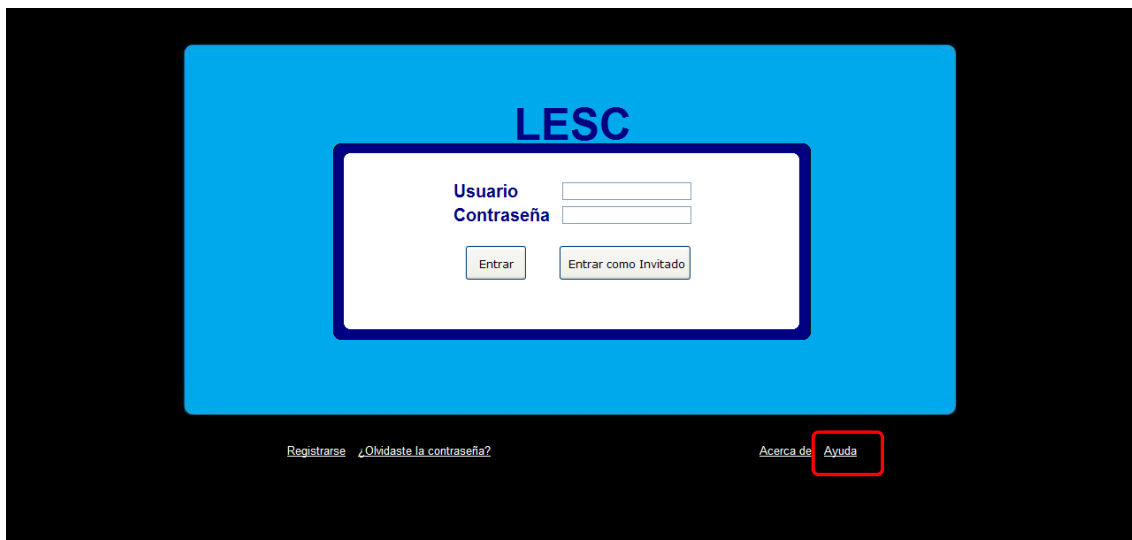 LESC
Usuario
Contraseña
Entrar Entrar como Invitado
Registrarse ¿Olvidaste la contraseña? Acerca de Ayuda